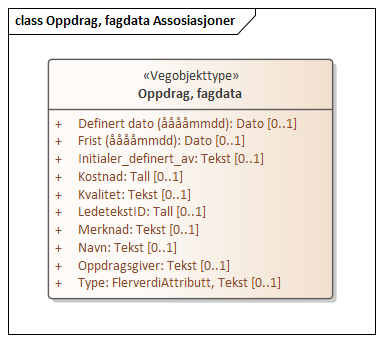 class Oppdrag, fagdata Assosiasjoner
«Vegobjekttype»
Oppdrag, fagdata
+ Definert dato (ååååmmdd): Dato [0..1]
+ Frist (ååååmmdd): Dato [0..1]
+ Initialer_definert_av: Tekst [0..1]
+ Kostnad: Tall [0..1]
+ Kvalitet: Tekst [0..1]
+ LedetekstID: Tall [0..1]
+ Merknad: Tekst [0..1]
+ Navn: Tekst [0..1]
+ Oppdragsgiver: Tekst [0..1]
+ Type: FlerverdiAttributt, Tekst [0..1]